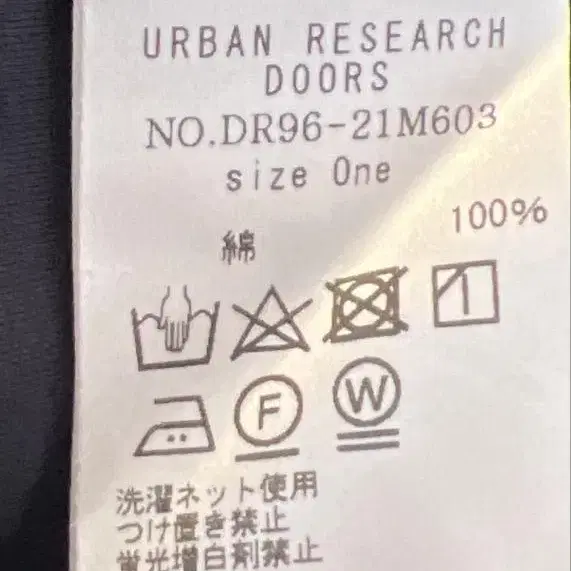 URBAN RESEARCH
DOORS
NO.DR96-21M603
size One
綿 100%
F W
洗濯ネット使用
つけ置き禁止
蛍光増白剤禁止